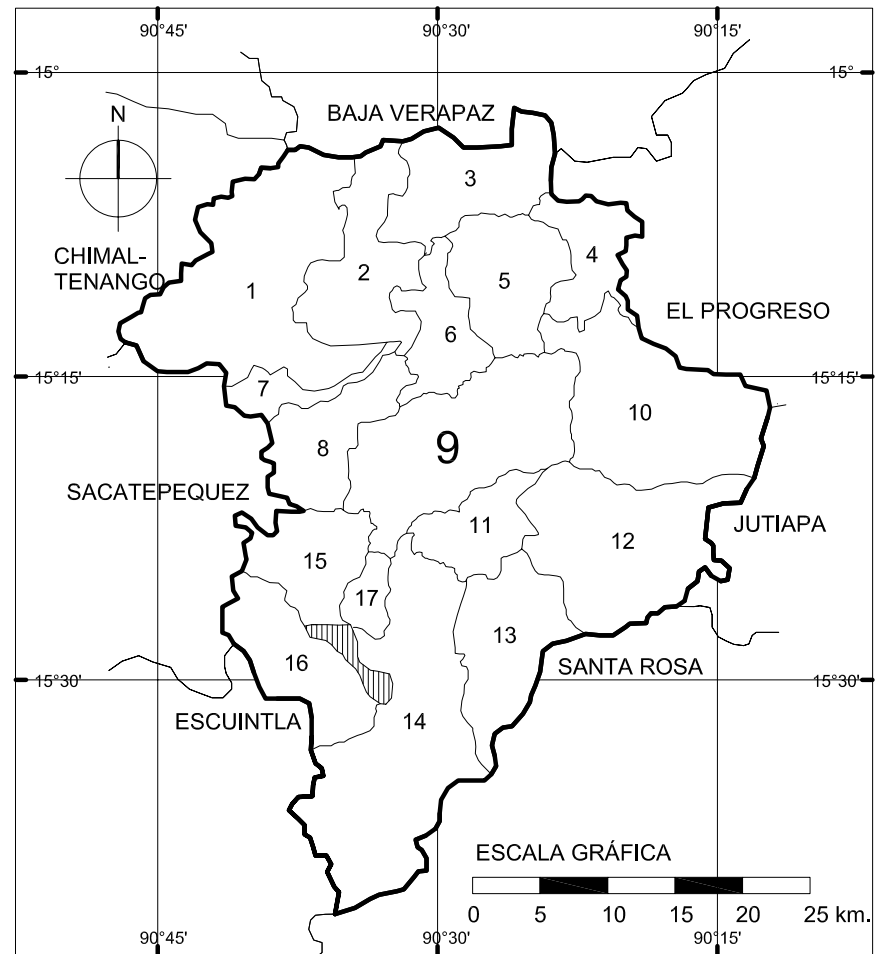 90°45' 90°30' 90°15'
15° 15°
BAJA VERAPAZ
N
3
CHIMAL-
TENANGO
4
2
5
1
EL PROGRESO
6
15°15' 15°15'
7
10
8
9
SACATEPEQUEZ
JUTIAPA
11
12
15
17
13
16
SANTA ROSA
15°30' 15°30'
ESCUINTLA
14
ESCALA GRÁFICA
0 5 10 15 20 25 km.
90°45' 90°30' 90°15'